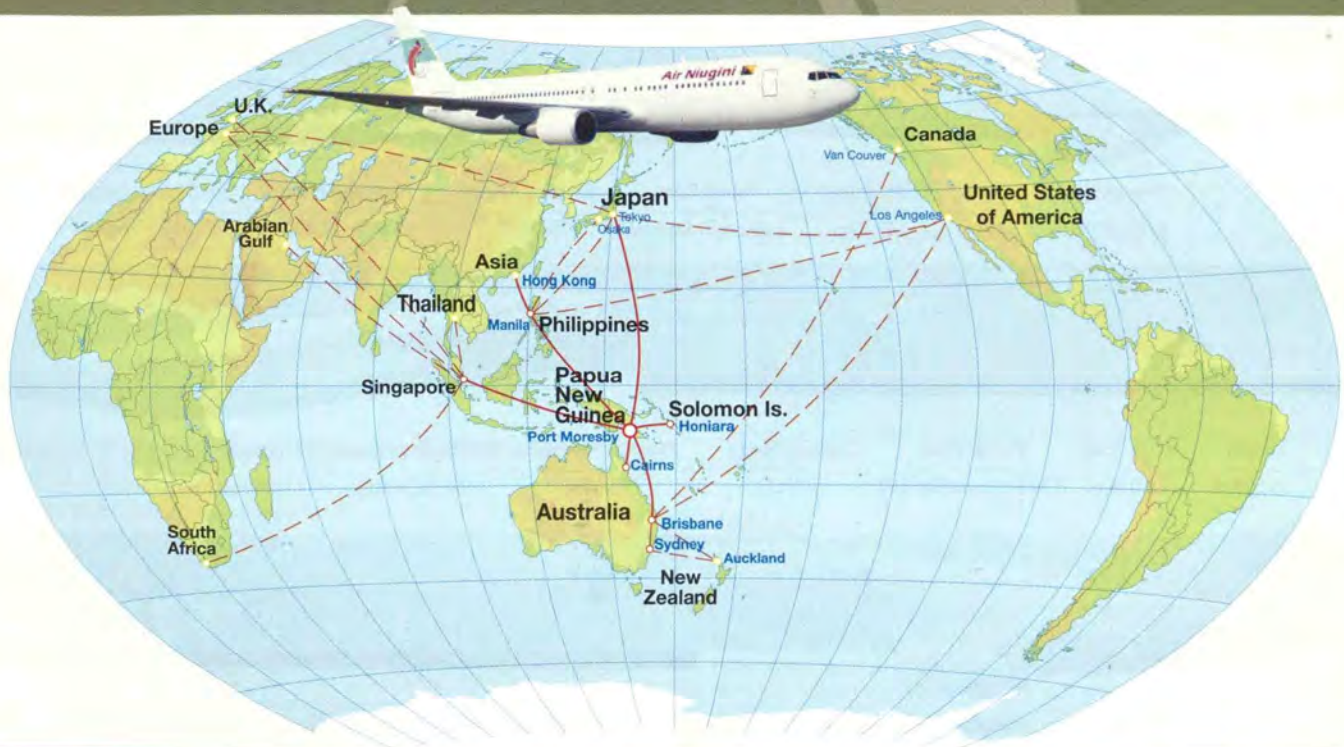 Air Niugini
U.K.
Europe
Canada
Van Couver
United States
of America
Los Angeles
Japan
Tokyo
Osaka
Arabian
Gulf
Asia
Hong Kong
Thailand
Manila
Philippines
Singapore
Papua
New
Guinea
Port Moresby
Solomon Is.
Honiara
Cairns
Australia
Brisbane
Sydney
Auckland
New
Zealand
South
Africa